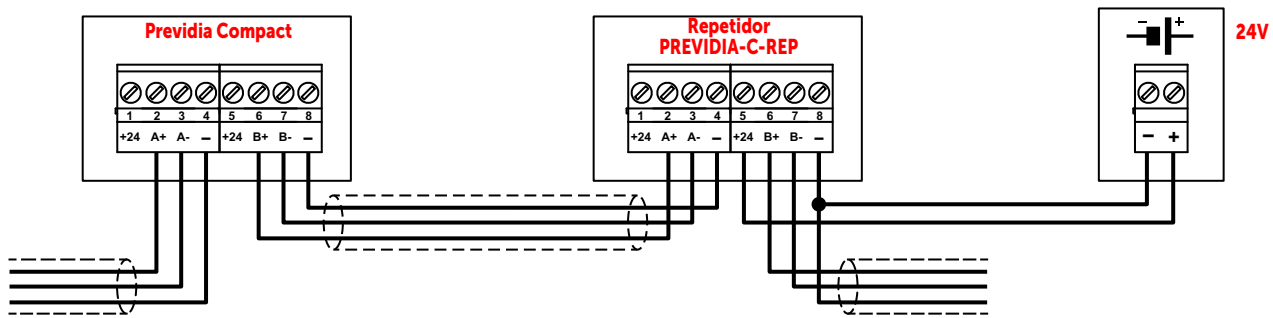 Previdia Compact
1 2 3 4 5 6 7 8
+24 A+ A- – +24 B+ B- –
Repetidor
PREVIDIA-C-REP
1 2 3 4 5 6 7 8
+24 A+ A- – +24 B+ B- –
– +
24V
– +